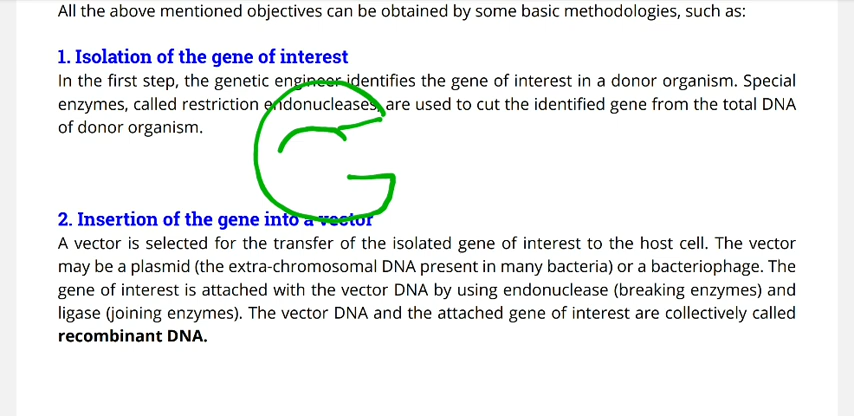 All the above mentioned objectives can be obtained by some basic methodologies, such as:
1. Isolation of the gene of interest
In the first step, the genetic engineer identifies the gene of interest in a donor organism. Special
enzymes, called restriction endonucleases, are used to cut the identified gene from the total DNA
of donor organism.
2. Insertion of the gene into a vector
A vector is selected for the transfer of the isolated gene of interest to the host cell. The vector
may be a plasmid (the extra-chromosomal DNA present in many bacteria) or a bacteriophage. The
gene of interest is attached with the vector DNA by using endonuclease (breaking enzymes) and
ligase (joining enzymes). The vector DNA and the attached gene of interest are collectively called
recombinant DNA.